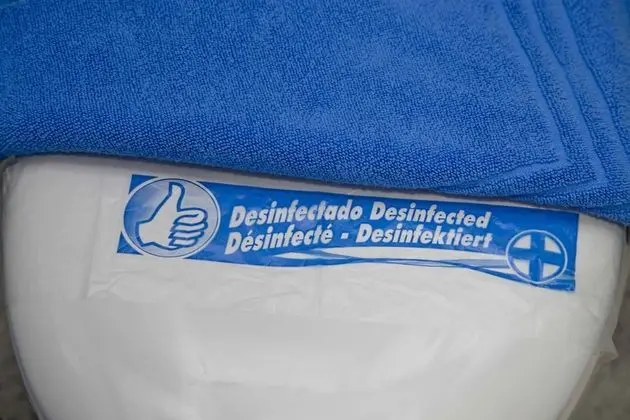 Desinfectado Desinfected
Désinfecté - Desinfektiert